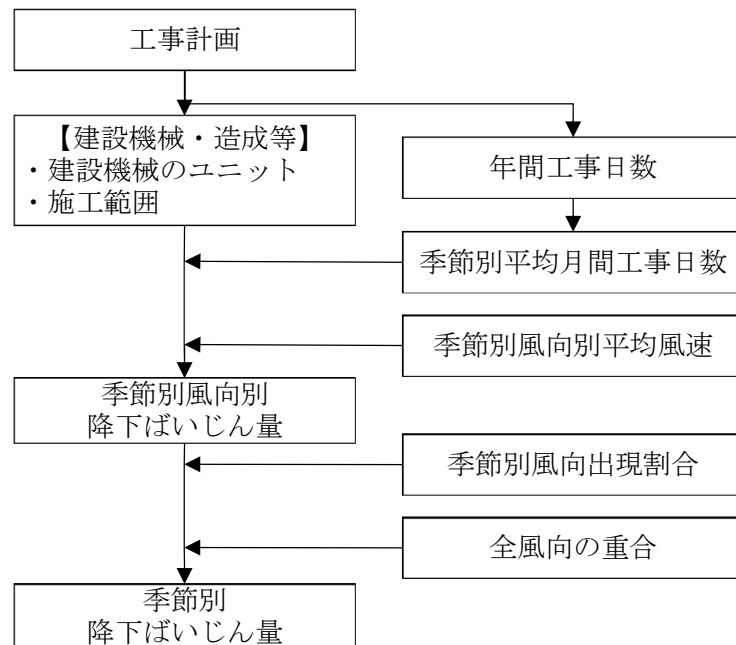 工事計画
【建設機械・造成等】
・建設機械のユニット
・施工範囲
年間工事日数
季節別平均月間工事日数
季節別風向別平均風速
季節別風向別
降下ばいじん量
季節別風向出現割合
全風向の重合
季節別
降下ばいじん量